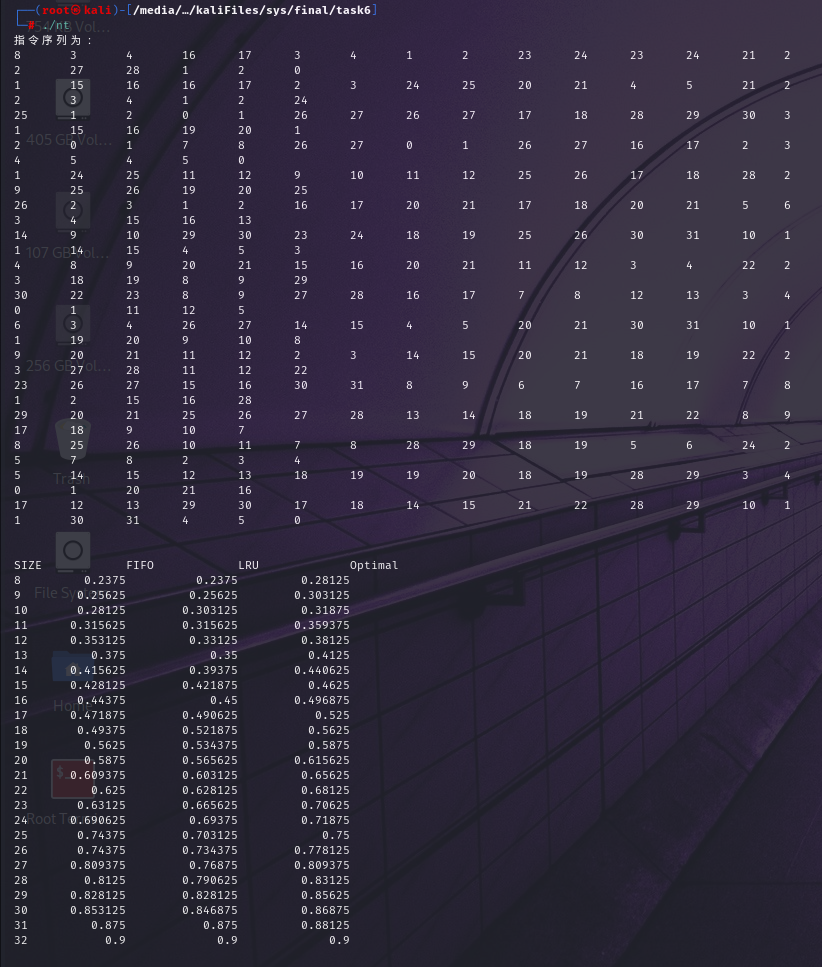 ┌──(root㉿kali)-[/media/…/kaliFiles/sys/final/task6]
└─# ./nt
指令序列为：
8 3 4 16 17 3 4 1 2 23 24 23 24 21 2
2 27 28 1 2 0
1 15 16 16 17 2 3 24 25 20 21 4 5 21 2
2 3 4 1 2 24
25 1 2 0 1 26 27 26 27 17 18 28 29 30 3
1 15 16 19 20 1
405 GB Vol…
2 0 1 7 8 26 27 0 1 26 27 16 17 2 3
4 5 4 5 0
1 24 25 11 12 9 10 11 12 25 26 17 18 28 2
9 25 26 19 20 25
26 2 3 1 2 16 17 20 21 17 18 20 21 5 6
3 4 15 16 13
14 9 10 29 30 23 24 18 19 25 26 30 31 10 1
1 14 15 4 5 3
107 GB Vol…
4 8 9 20 21 15 16 20 21 11 12 3 4 22 2
3 18 19 8 9 29
30 22 23 8 9 27 28 16 17 7 8 12 13 3 4
0 1 11 12 5
6 3 4 26 27 14 15 4 5 20 21 30 31 10 1
1 19 20 9 10 8
9 20 21 11 12 2 3 14 15 20 21 18 19 22 2
256 GB Vol…
3 27 28 11 12 22
23 26 27 15 16 30 31 8 9 6 7 16 17 7 8
1 2 15 16 28
29 20 21 25 26 27 28 13 14 18 19 21 22 8 9
17 18 9 10 7
8 25 26 10 11 7 8 28 29 18 19 5 6 24 2
5 7 8 2 3 4
5 14 15 12 13 18 19 19 20 18 19 28 29 3 4
Trash
0 1 20 21 16
17 12 13 29 30 17 18 14 15 21 22 28 29 10 1
1 30 31 4 5 0
SIZE FIFO LRU Optimal
8 0.2375 0.2375 0.28125
9 0.25625 0.25625 0.303125
File Sy
10 0.28125 0.303125 0.31875
11 0.315625 0.315625 0.359375
12 0.353125 0.33125 0.38125
13 0.375 0.35 0.4125
14 0.415625 0.39375 0.440625
15 0.428125 0.421875 0.4625
16 0.44375 0.45 0.496875
Home
17 0.471875 0.490625 0.525
18 0.49375 0.521875 0.5625
19 0.5625 0.534375 0.5875
20 0.5875 0.565625 0.615625
21 0.609375 0.603125 0.65625
22 0.625 0.628125 0.68125
23 0.63125 0.665625 0.70625
24 0.690625 0.69375 0.71875
Root
25 0.74375 0.703125 0.75
26 0.74375 0.734375 0.778125
27 0.809375 0.76875 0.809375
28 0.8125 0.790625 0.83125
29 0.828125 0.828125 0.85625
30 0.853125 0.846875 0.86875
31 0.875 0.875 0.88125
32 0.9 0.9 0.9